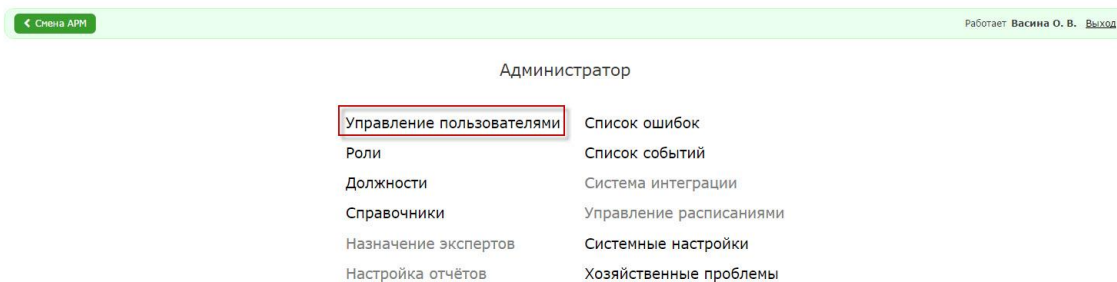 Смена АРМ
Работает Васина О. В. Выход
Администратор
Управление пользователями
Роли
Должности
Справочники
Назначение экспертов
Настройка отчётов
Список ошибок
Список событий
Система интеграции
Управление расписаниями
Системные настройки
Хозяйственные проблемы